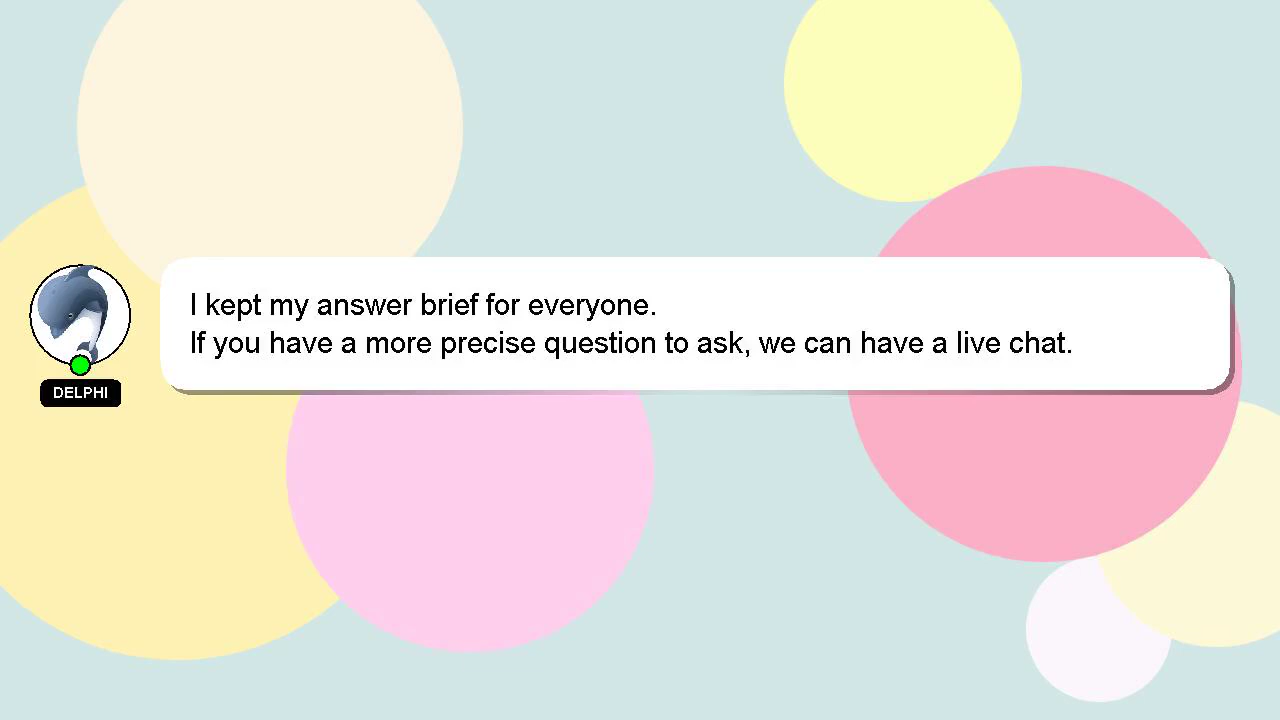 I kept my answer brief for everyone.
If you have a more precise question to ask, we can have a live chat.
DELPHI